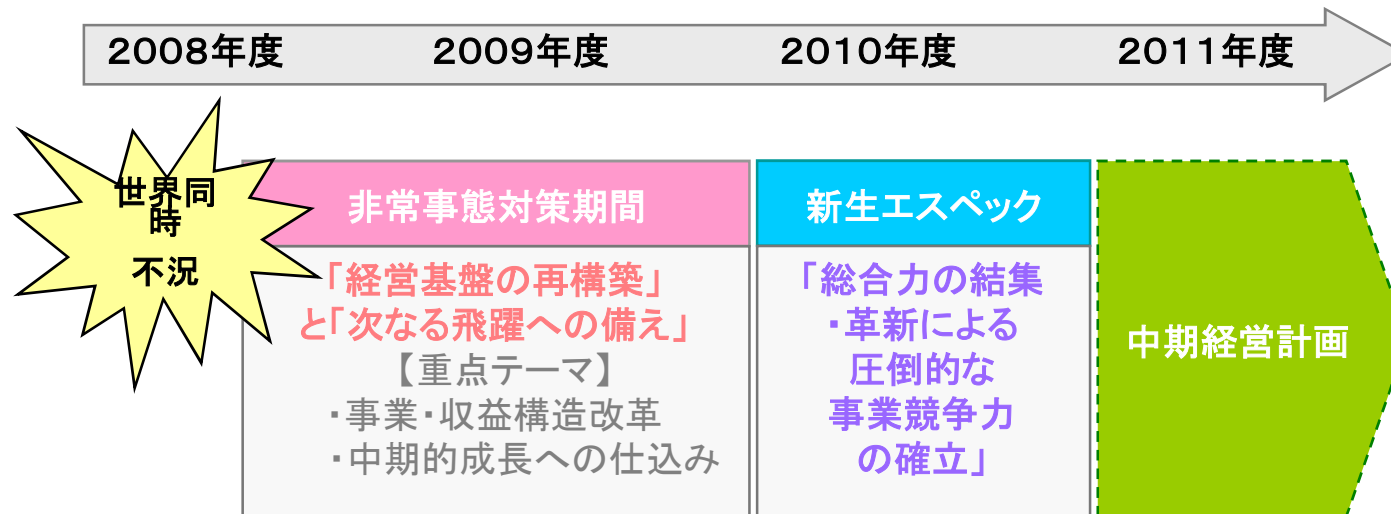 2008年度
2009年度
2010年度
2011年度
世界同
時
不況
非常事態対策期間
「経営基盤の再構築」
と「次なる飛躍への備え」
【重点テーマ】
・事業・収益構造改革
・中期的成長への仕込み
新生エスペック
「総合力の結集
・革新による
圧倒的な
事業競争力
の確立」
中期経営計画